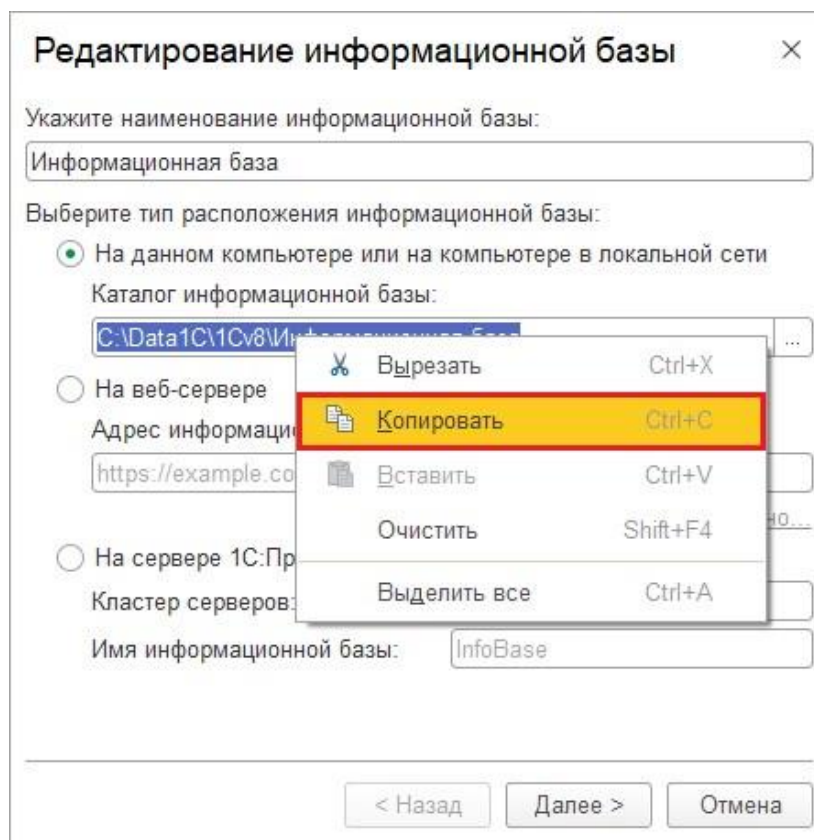 Редактирование информационной базы
Укажите наименование информационной базы:
Информационная база
Выберите тип расположения информационной базы:
На данном компьютере или на компьютере в локальной сети
Каталог информационной базы:
C:\Data1C\1Cv8\Информационная база ...
Вырезать Ctrl+X
На веб-сервере
Копировать Ctrl+C
Адрес
https://example.co
Вставить Ctrl+V
Очистить Shift+F4
На сервере 1С:Пр
Выделить все Ctrl+A
Кластер серверов:
Имя информационной базы: InfoBase
< Назад Далее > Отмена